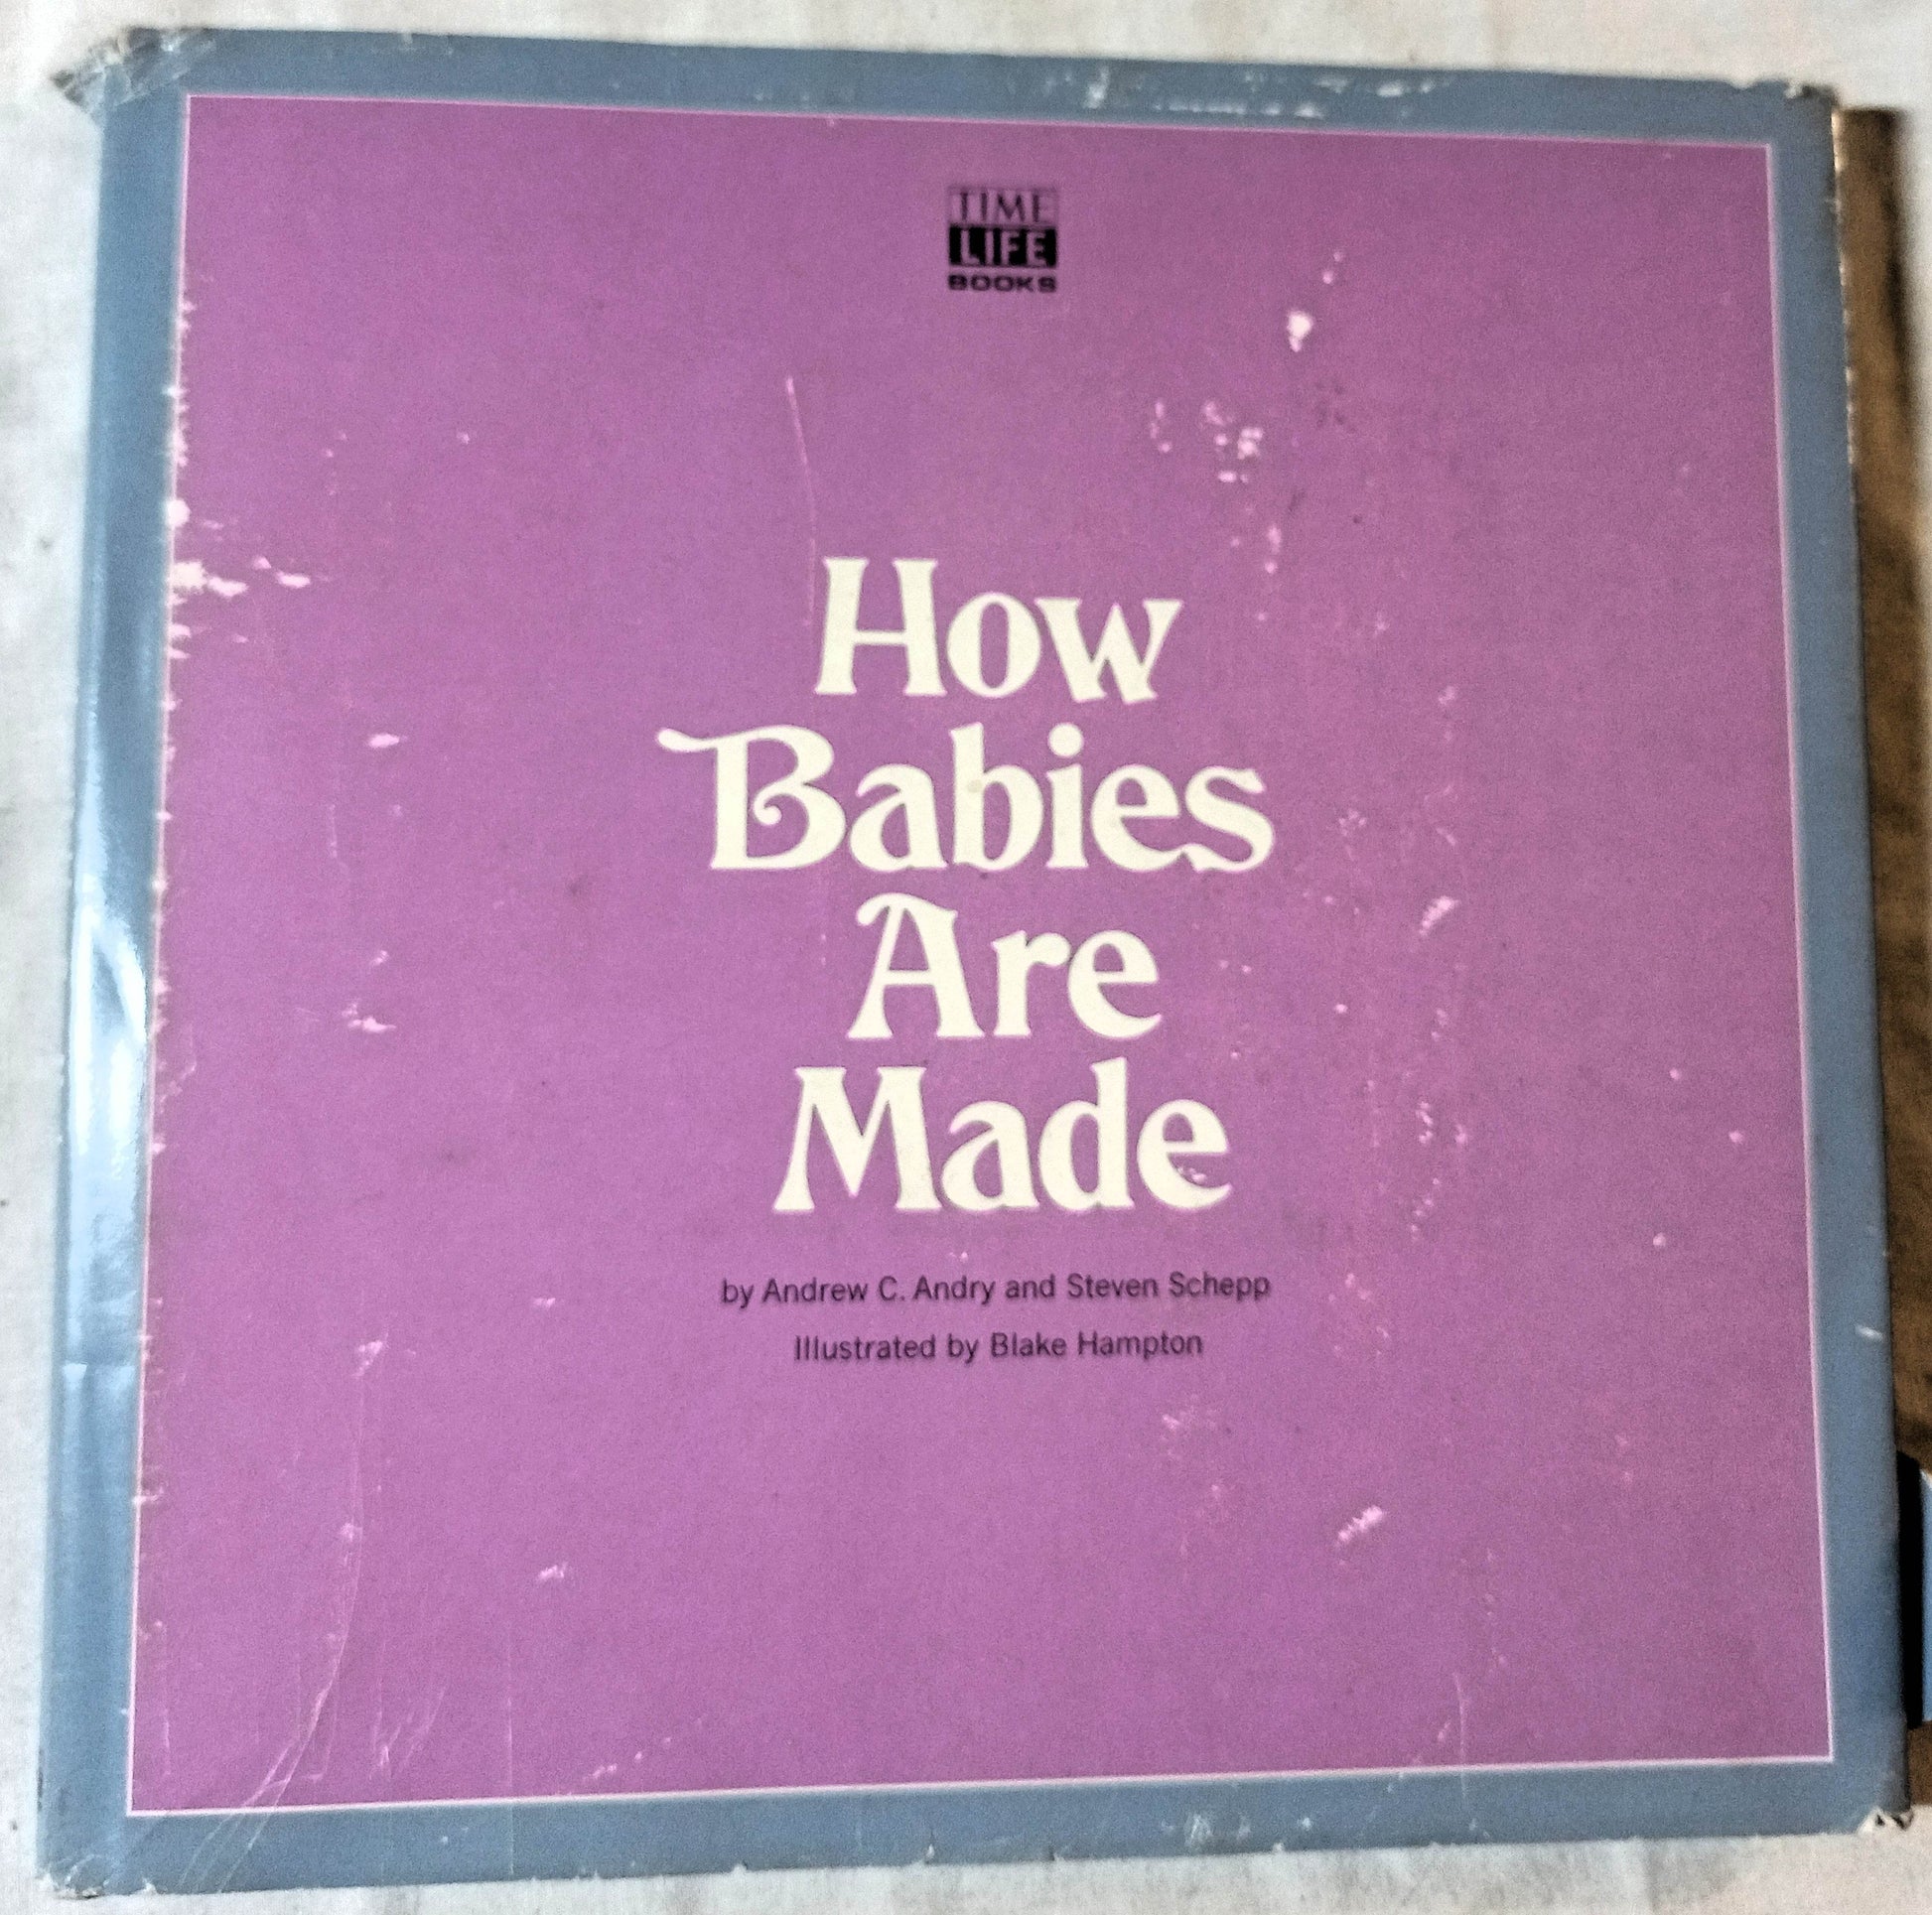 TIME
LIFE
BOOKS
How
Babies
Are
Made
by Andrew C. Andry and Steven Schepp
Illustrated by Blake Hampton